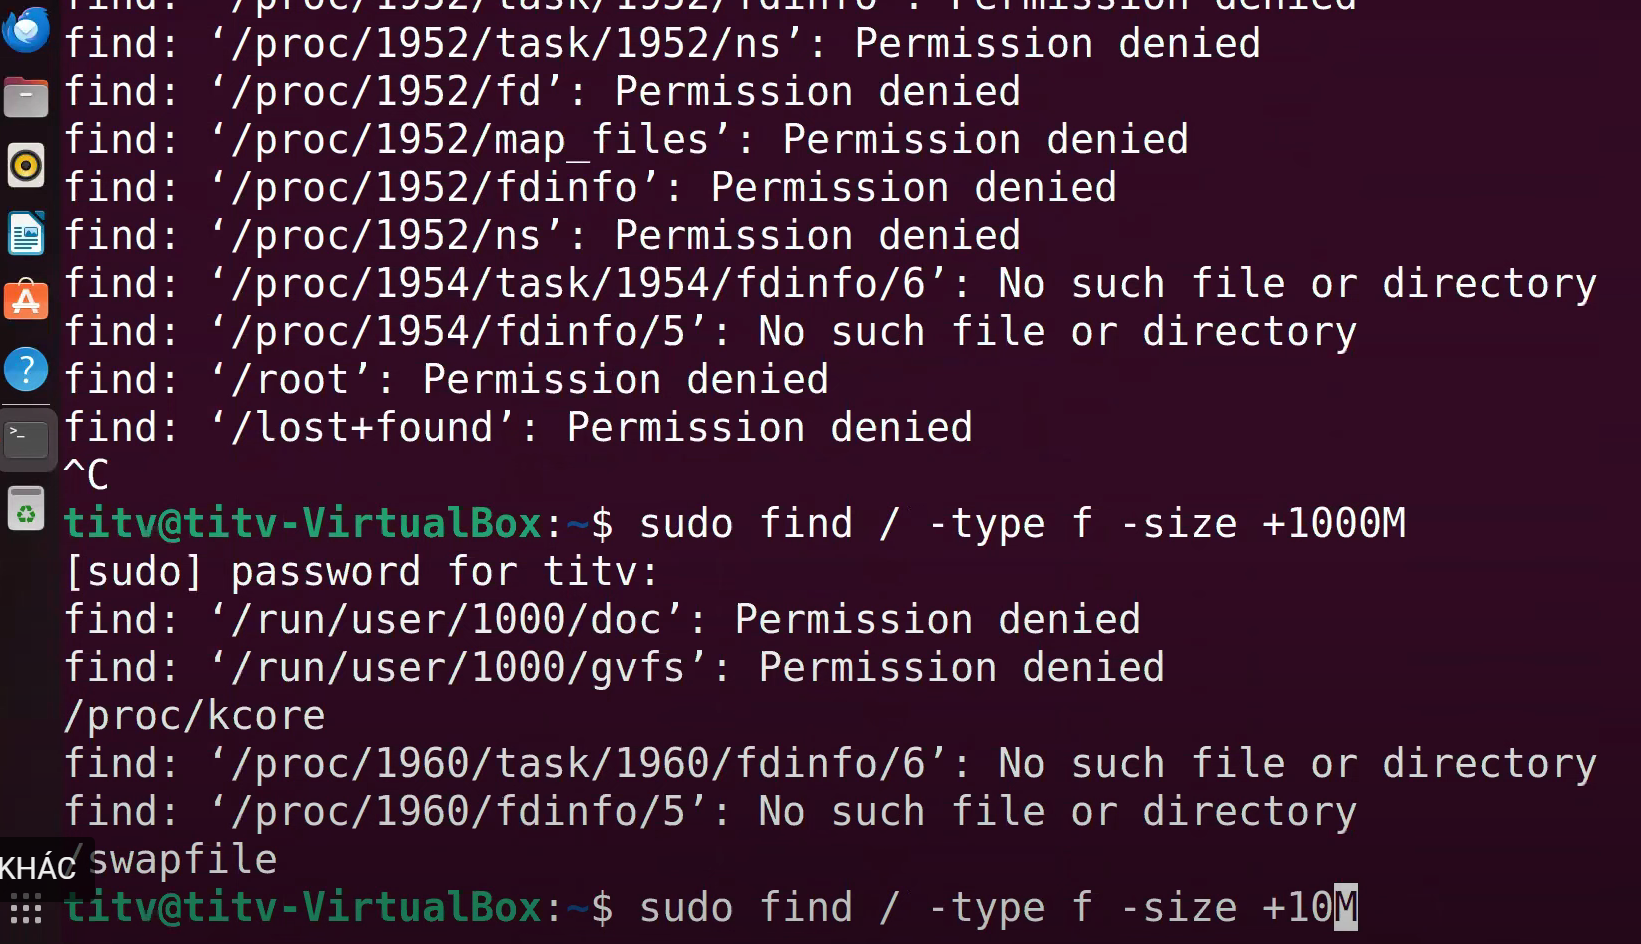 find: ‘/proc/1952/task/1952/fdinfo’: Permission denied
find: ‘/proc/1952/task/1952/ns’: Permission denied
find: ‘/proc/1952/fd’: Permission denied
find: ‘/proc/1952/map_files’: Permission denied
find: ‘/proc/1952/fdinfo’: Permission denied
find: ‘/proc/1952/ns’: Permission denied
find: ‘/proc/1954/task/1954/fdinfo/6’: No such file or directory
find: ‘/proc/1954/fdinfo/5’: No such file or directory
find: ‘/root’: Permission denied
find: ‘/lost+found’: Permission denied
^C
titv@titv-VirtualBox:~$ sudo find / -type f -size +1000M
[sudo] password for titv:
find: ‘/run/user/1000/doc’: Permission denied
find: ‘/run/user/1000/gvfs’: Permission denied
/proc/kcore
find: ‘/proc/1960/task/1960/fdinfo/6’: No such file or directory
find: ‘/proc/1960/fdinfo/5’: No such file or directory
/swapfile
KHÁC
titv@titv-VirtualBox:~$ sudo find / -type f -size +10M